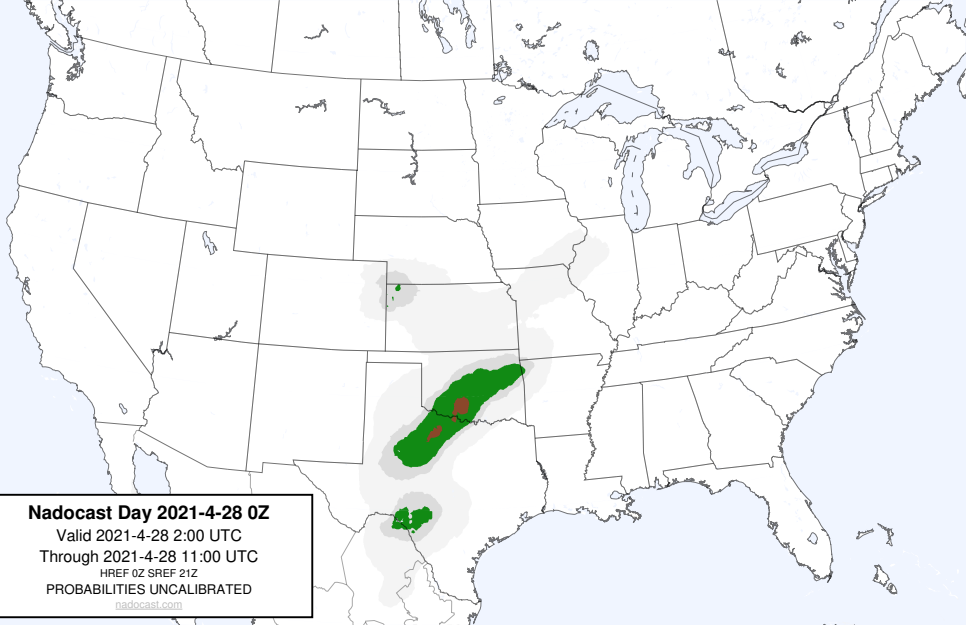 Nadocast Day 2021-4-28 0Z
Valid 2021-4-28 2:00 UTC
Through 2021-4-28 11:00 UTC
HREF 0Z SREF 21Z
PROBABILITIES UNCALIBRATED
nadocast.com